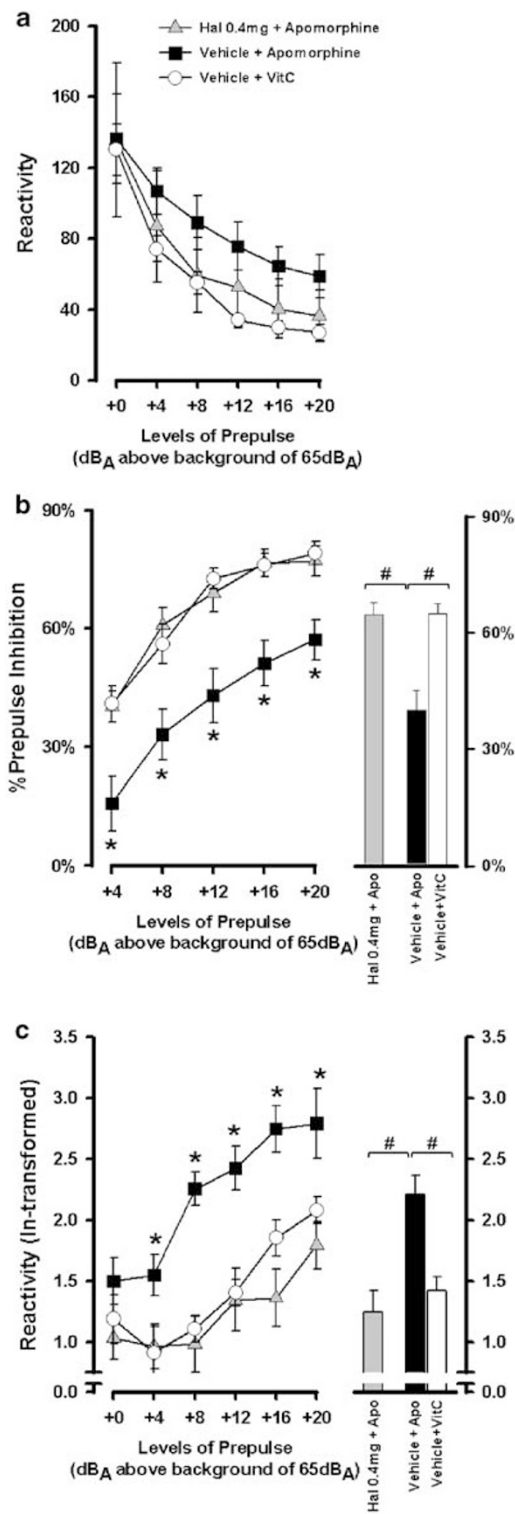 a
200
160
120
80
40
0
Reactivity
Hal 0.4mg + Apomorphine
Vehicle + Apomorphine
Vehicle + VitC
+0 +4 +8 +12 +16 +20
Levels of Prepulse
(dBA above background of 65dBA)
b
90%
60%
30%
0%
% Prepulse Inhibition
* * * * *
+4 +8 +12 +16 +20
Levels of Prepulse
(dBA above background of 65dBA)
# #
90%
60%
30%
0%
Hal 0.4mg + Apo
Vehicle + Apo
Vehicle+VitC
c
3.5
3.0
2.5
2.0
1.5
1.0
0.0
Reactivity (ln-transformed)
* * * * *
+0 +4 +8 +12 +16 +20
Levels of Prepulse
(dBA above background of 65dBA)
# #
3.5
3.0
2.5
2.0
1.5
1.0
0.0
Hal 0.4mg + Apo
Vehicle + Apo
Vehicle+VitC